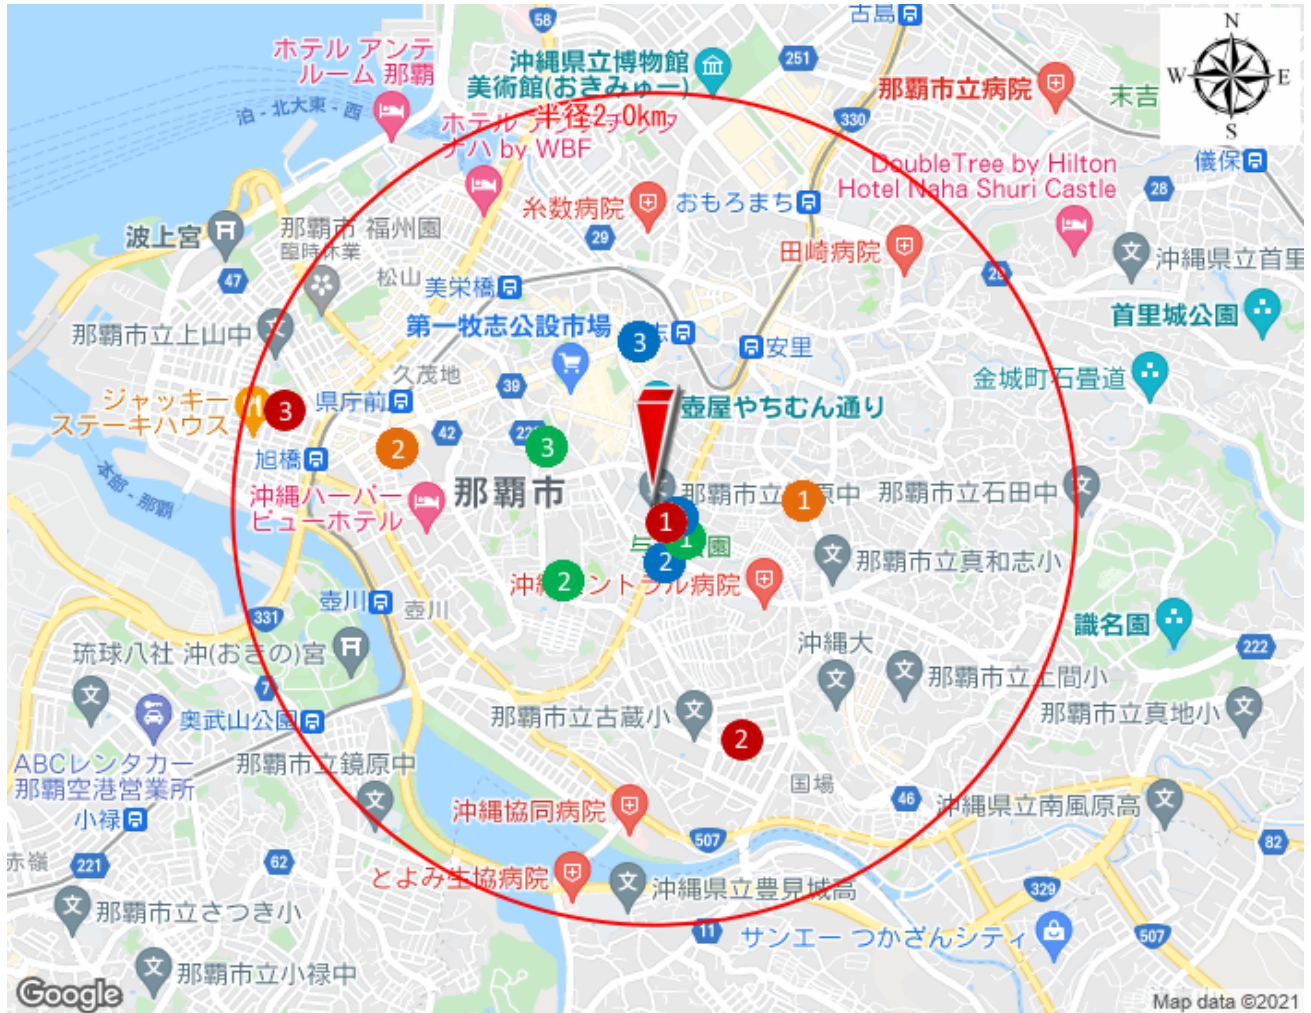 58
古島
N
W
E
S
ホテル アンテ
ルーム 那覇
沖縄県立博物館
美術館(おきみゅー)
251
那覇市立病院
末吉
泊 - 北大東 - 西
半径2.0km
330
ナハ by WBF
DoubleTree by Hilton
Hotel Naha Shuri Castle
儀保
28
糸数病院
おもろまち
29
田崎病院
波上宮
那覇市 福州園
臨時休業
沖縄県立首里
47
松山
美栄橋
29
首里城公園
那覇市立上山中
第一牧志公設市場
3
志
安里
久茂地
39
金城町石畳道
ジャッキー
ステーキハウス
3
県庁前
壺屋やちむん通り
42
2
3
旭橋
本部 - 那覇
沖縄ハーバー
ビューホテル
那覇市
那覇市立石田中
1
1
1
2
2
那覇市立真和志小
壺川
壺川
331
識名園
222
琉球八社 沖(おきの)宮
沖縄大
7
那覇市立上間小
奥武山公園
那覇市立古蔵小
2
那覇市立真地小
ABCレンタカー
那覇空港営業所
那覇市立鏡原中
国場
小禄
沖縄協同病院
46
沖縄県立南風原高
507
82
赤嶺
221
62
とよみ生協病院
沖縄県立豊見城高
329
那覇市立さつき小
11
サンエー つかざんシティ
507
那覇市立小禄中
Google
Map data ©2021